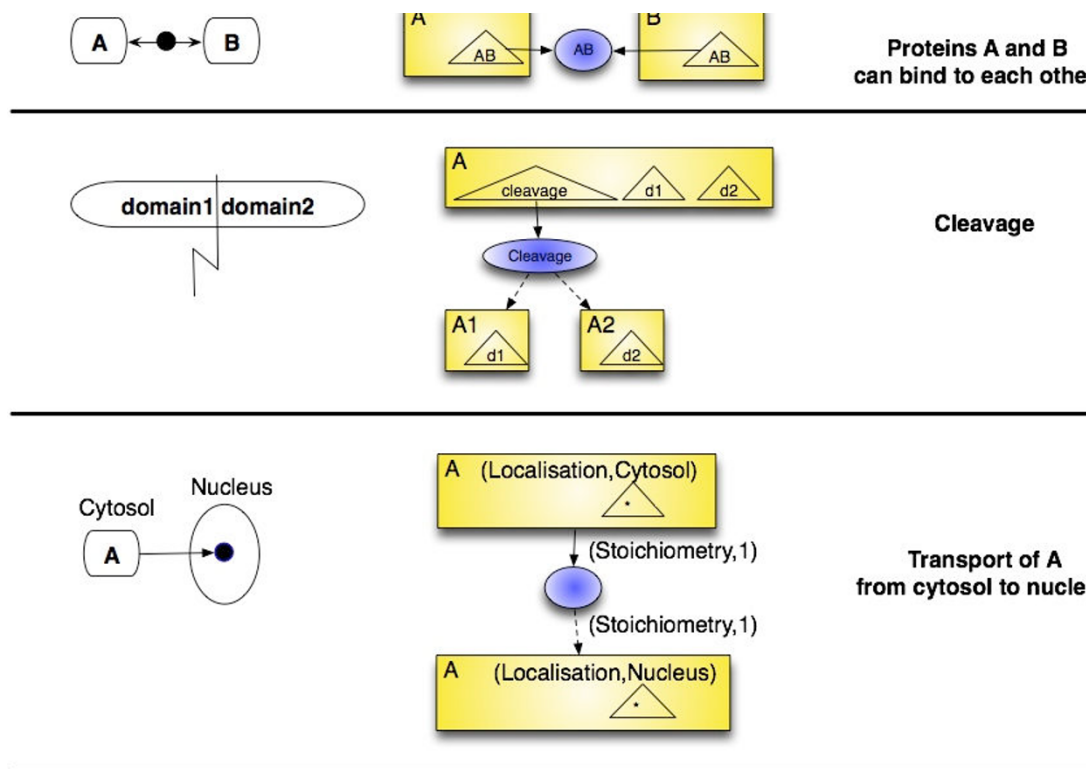 A
B
A
AB
AB
B
AB
Proteins A and B
can bind to each othe
domain1 domain2
A
cleavage
d1
d2
Cleavage
A1
d1
A2
d2
Cleavage
Cytosol
Nucleus
A
A (Localisation,Cytosol)
*
(Stoichiometry,1)
(Stoichiometry,1)
A (Localisation,Nucleus)
*
Transport of A
from cytosol to nucle